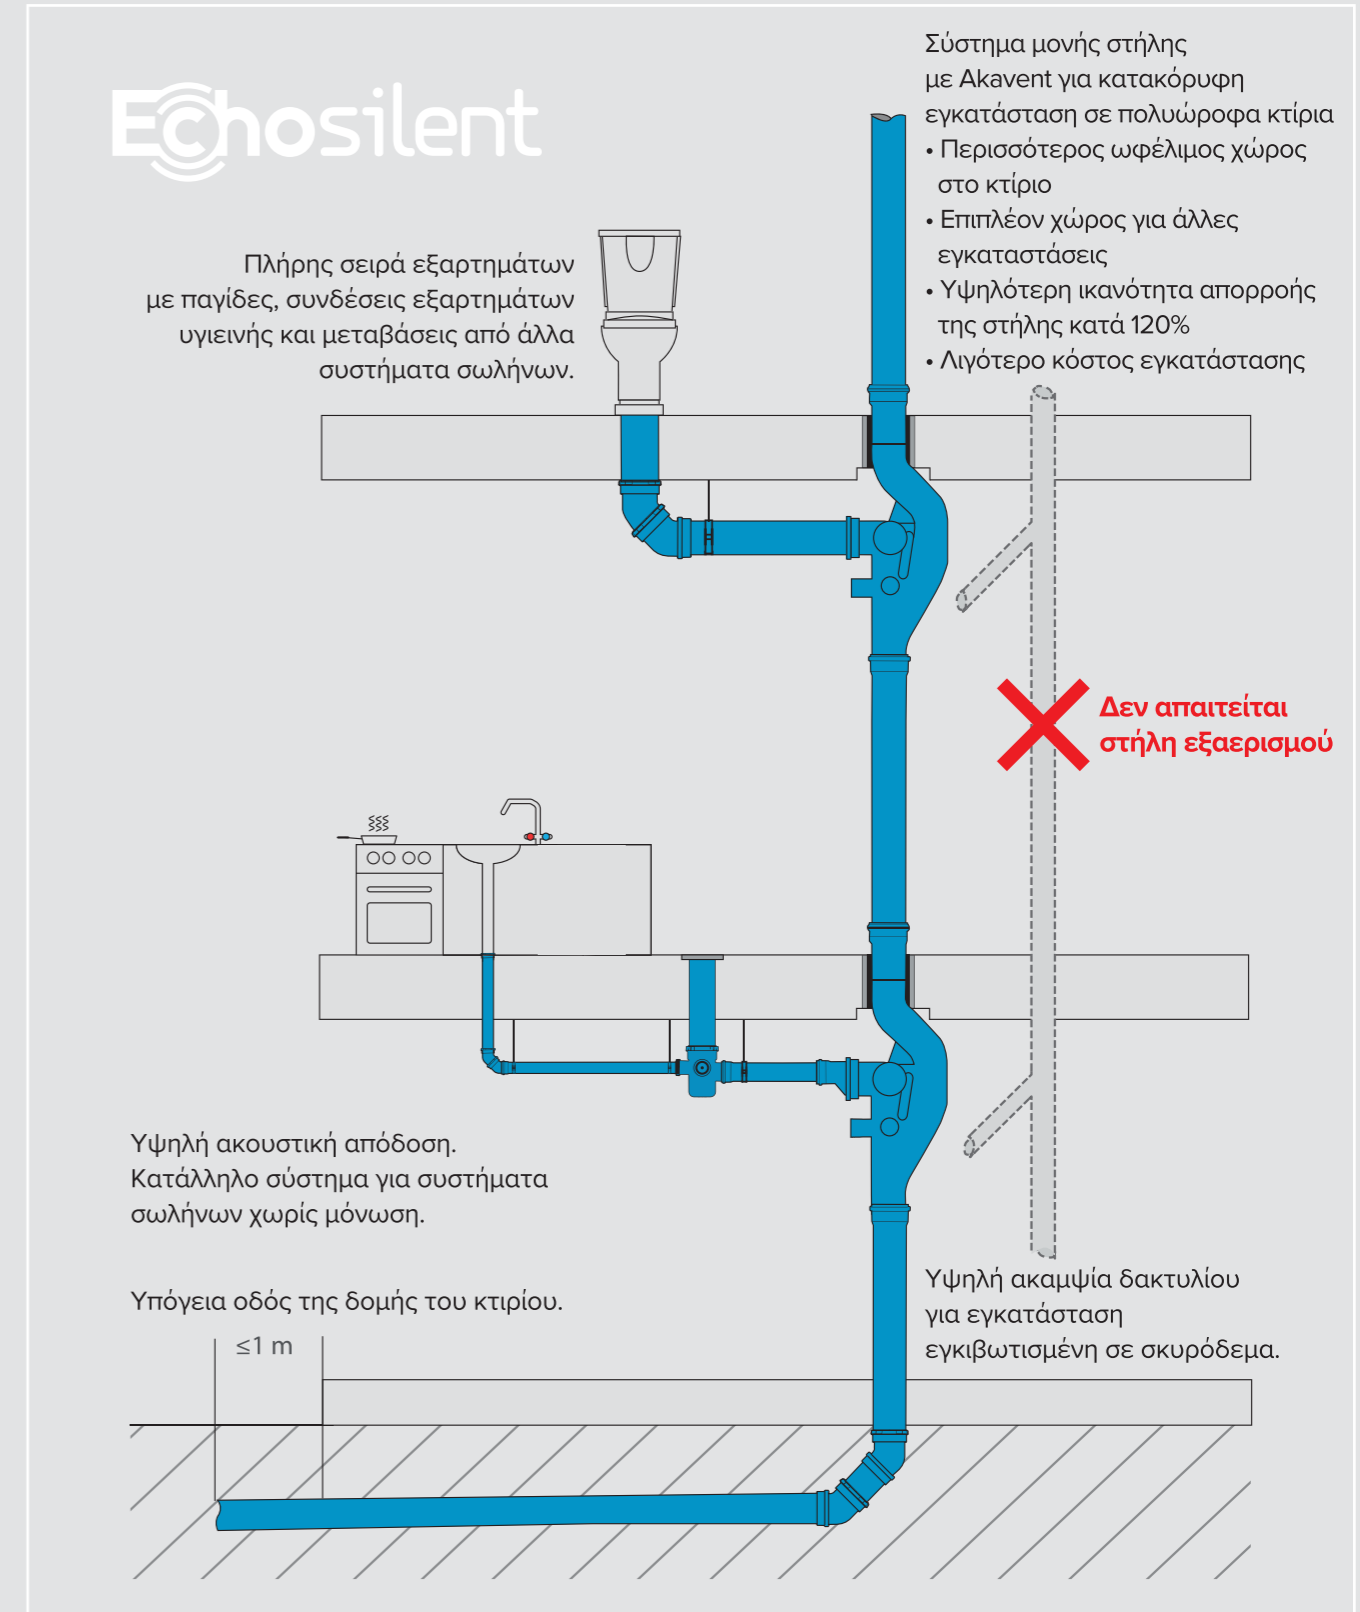 Echosilent
Σύστημα μονής στήλης
με Akavent για κατακόρυφη
εγκατάσταση σε πολυώροφα κτίρια
• Περισσότερος ωφέλιμος χώρος
στο κτίριο
• Επιπλέον χώρος για άλλες
εγκαταστάσεις
• Υψηλότερη ικανότητα απορροής
της στήλης κατά 120%
• Λιγότερο κόστος εγκατάστασης
Πλήρης σειρά εξαρτημάτων
με παγίδες, συνδέσεις εξαρτημάτων
υγιεινής και μεταβάσεις από άλλα
συστήματα σωλήνων.
Δεν απαιτείται
στήλη εξαερισμού
Υψηλή ακουστική απόδοση.
Κατάλληλο σύστημα για συστήματα
σωλήνων χωρίς μόνωση.
Υπόγεια οδός της δομής του κτιρίου.
≤1 m
Υψηλή ακαμψία δακτυλίου
για εγκατάσταση
εγκιβωτισμένη σε σκυρόδεμα.